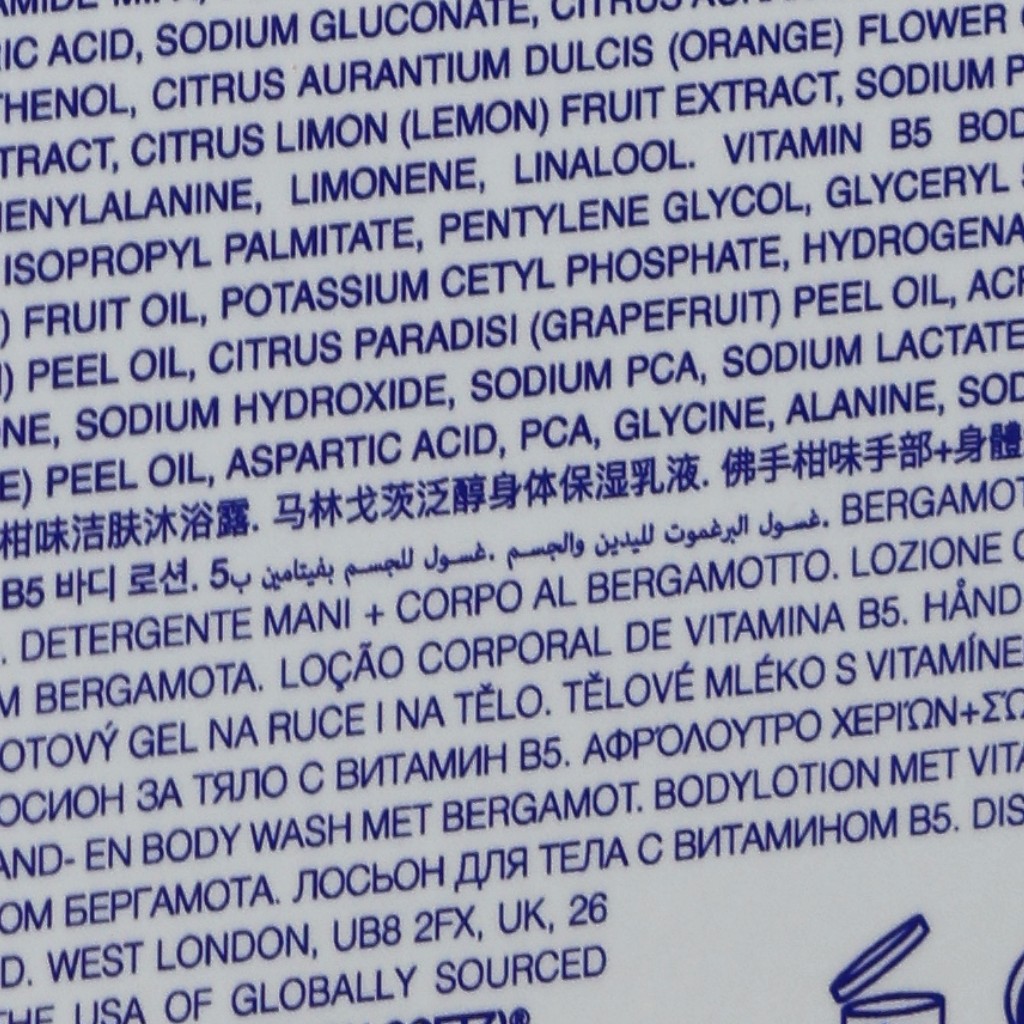 IC ACID, SODIUM GLUCONATE,
HENOL, CITRUS AURANTIUM DULCIS (ORANGE) FLOWER
TRACT, CITRUS LIMON (LEMON) FRUIT EXTRACT, SODIUM P
ENYLALANINE, LIMONENE, LINALOOL. VITAMIN B5 BOD
ISOPROPYL PALMITATE, PENTYLENE GLYCOL, GLYCERYL
) FRUIT OIL, POTASSIUM CETYL PHOSPHATE, HYDROGENA
) PEEL OIL, CITRUS PARADISI (GRAPEFRUIT) PEEL OIL, ACR
NE, SODIUM HYDROXIDE, SODIUM PCA, SODIUM LACTATE
E) PEEL OIL, ASPARTIC ACID, PCA, GLYCINE, ALANINE, SOD
柑味洁肤沐浴露. 马林戈茨泛醇身体保湿乳液. 佛手柑味手部+身體
B5 바디 로션. غسول البرغموت لليدين والجسم. غسول للجسم بفيتامين ب5. BERGAMOT
. DETERGENTE MANI + CORPO AL BERGAMOTTO. LOZIONE C
M BERGAMOTA. LOÇÃO CORPORAL DE VITAMINA B5. HÅND
OTOVÝ GEL NA RUCE I NA TĚLO. TĚLOVÉ MLÉKO S VITAMÍNE
ОСИОН ЗА ТЯЛО С ВИТАМИН B5. ΑΦΡΌΛΟΥΤΡΟ ΧΕΡΙΏΝ+ΣΏ
AND- EN BODY WASH MET BERGAMOT. BODYLOTION MET VITA
ОМ БЕРГАМОТА. ЛОСЬОН ДЛЯ ТЕЛА С ВИТАМИНОМ B5. DIS
D. WEST LONDON, UB8 2FX, UK, 26
HE USA OF GLOBALLY SOURCED